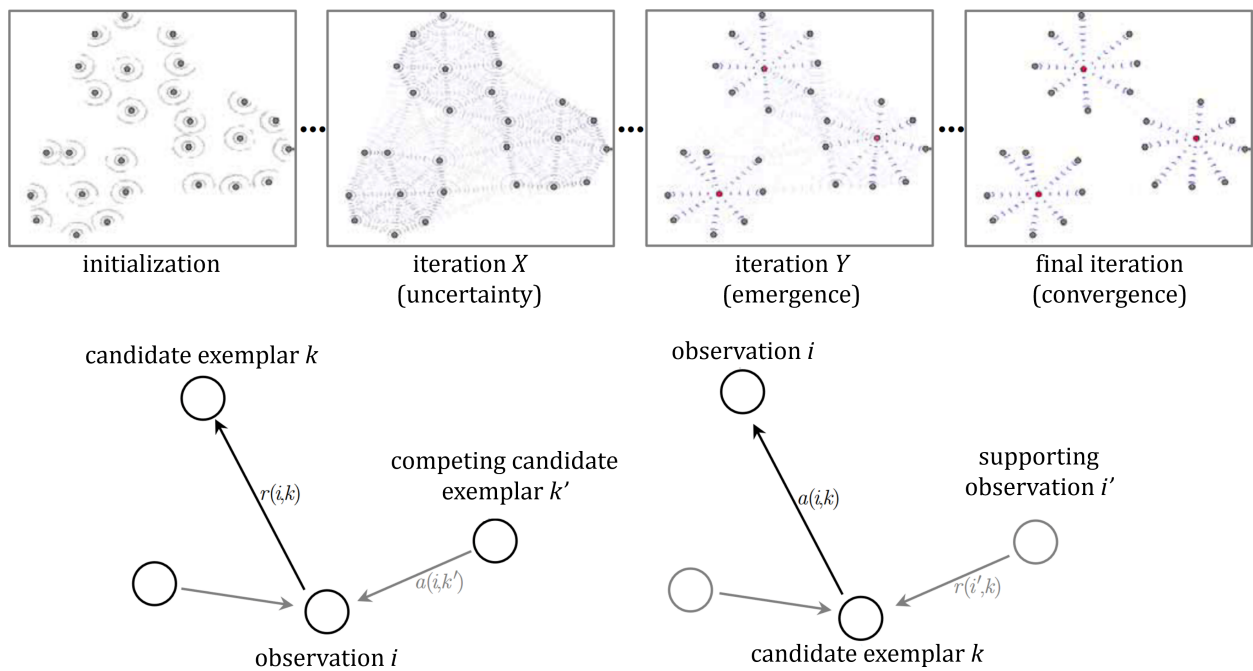 initialization
iteration X
(uncertainty)
iteration Y
(emergence)
final iteration
(convergence)
candidate exemplar k
r(i,k)
competing candidate
exemplar k’
a(i,k′)
observation i
observation i
a(i,k)
supporting
observation i’
r(i′,k)
candidate exemplar k